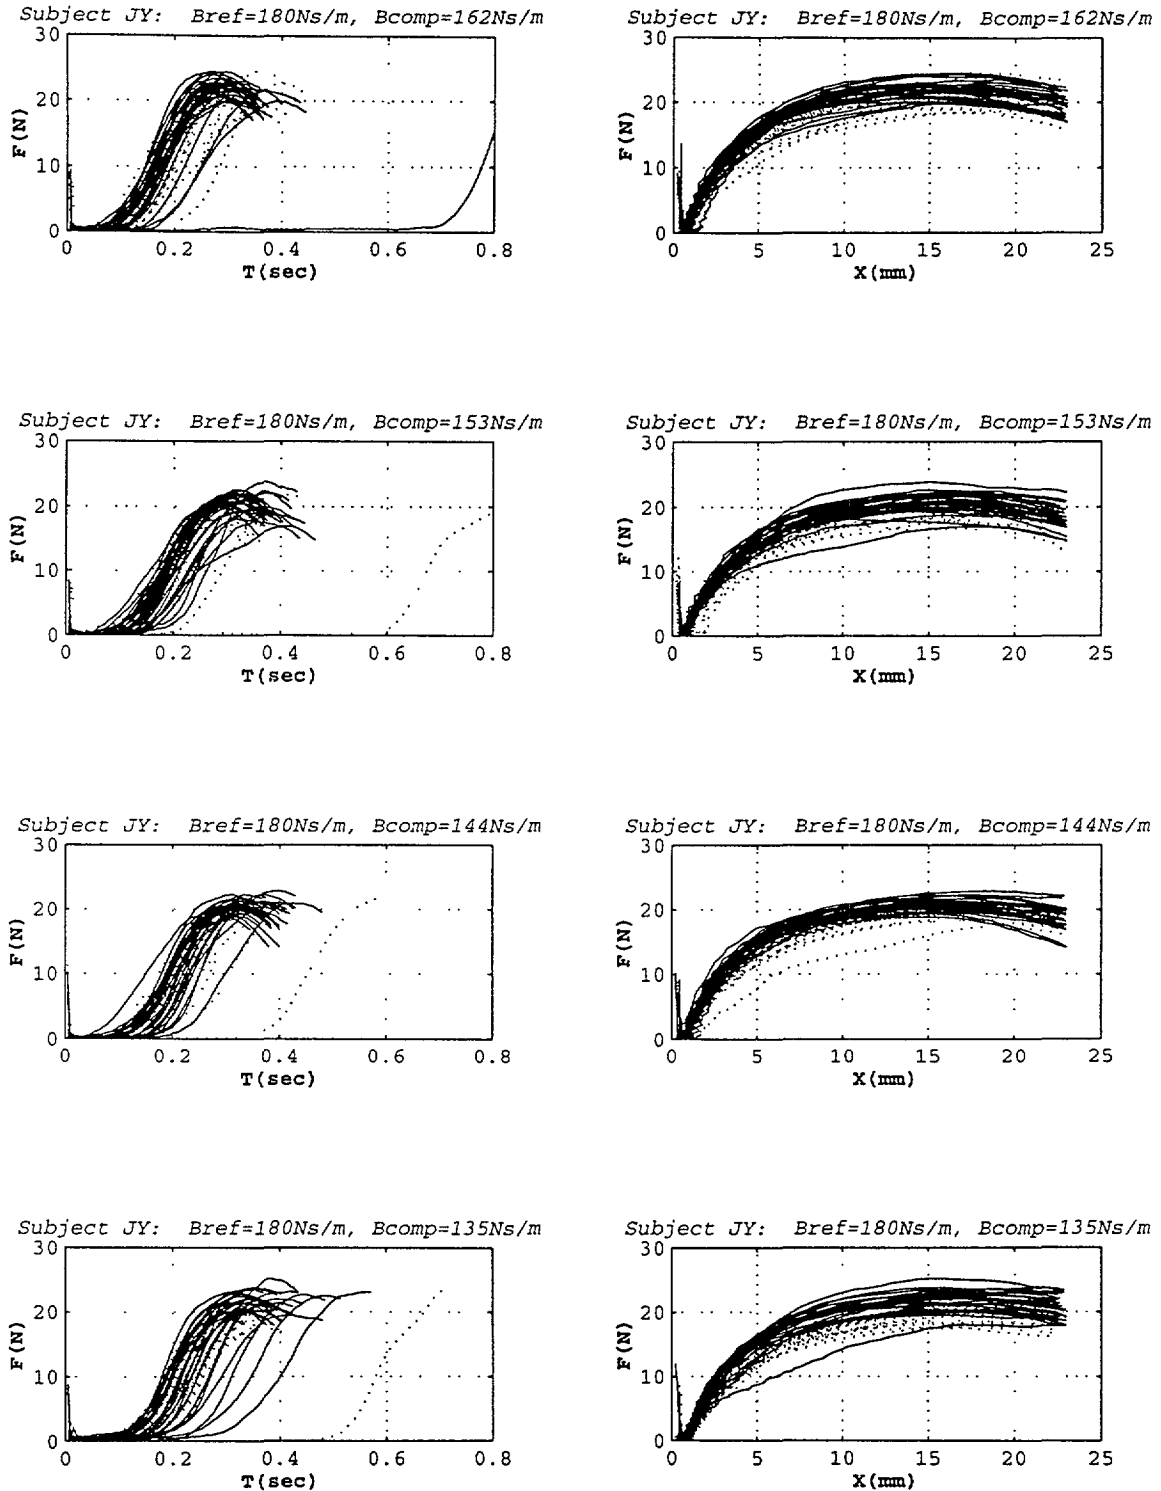 Subject JY: Bref=180Ns/m, Bcomp=162Ns/m
30
20
10
0
F(N)
0 0.2 0.4 0.6 0.8
T(sec)
Subject JY: Bref=180Ns/m, Bcomp=162Ns/m
30
20
10
0
F(N)
0 5 10 15 20 25
X(mm)
Subject JY: Bref=180Ns/m, Bcomp=153Ns/m
30
20
10
0
F(N)
0 0.2 0.4 0.6 0.8
T(sec)
Subject JY: Bref=180Ns/m, Bcomp=153Ns/m
30
20
10
0
F(N)
0 5 10 15 20 25
X(mm)
Subject JY: Bref=180Ns/m, Bcomp=144Ns/m
30
20
10
0
F(N)
0 0.2 0.4 0.6 0.8
T(sec)
Subject JY: Bref=180Ns/m, Bcomp=144Ns/m
30
20
10
0
F(N)
0 5 10 15 20 25
X(mm)
Subject JY: Bref=180Ns/m, Bcomp=135Ns/m
30
20
10
0
F(N)
0 0.2 0.4 0.6 0.8
T(sec)
Subject JY: Bref=180Ns/m, Bcomp=135Ns/m
30
20
10
0
F(N)
0 5 10 15 20 25
X(mm)